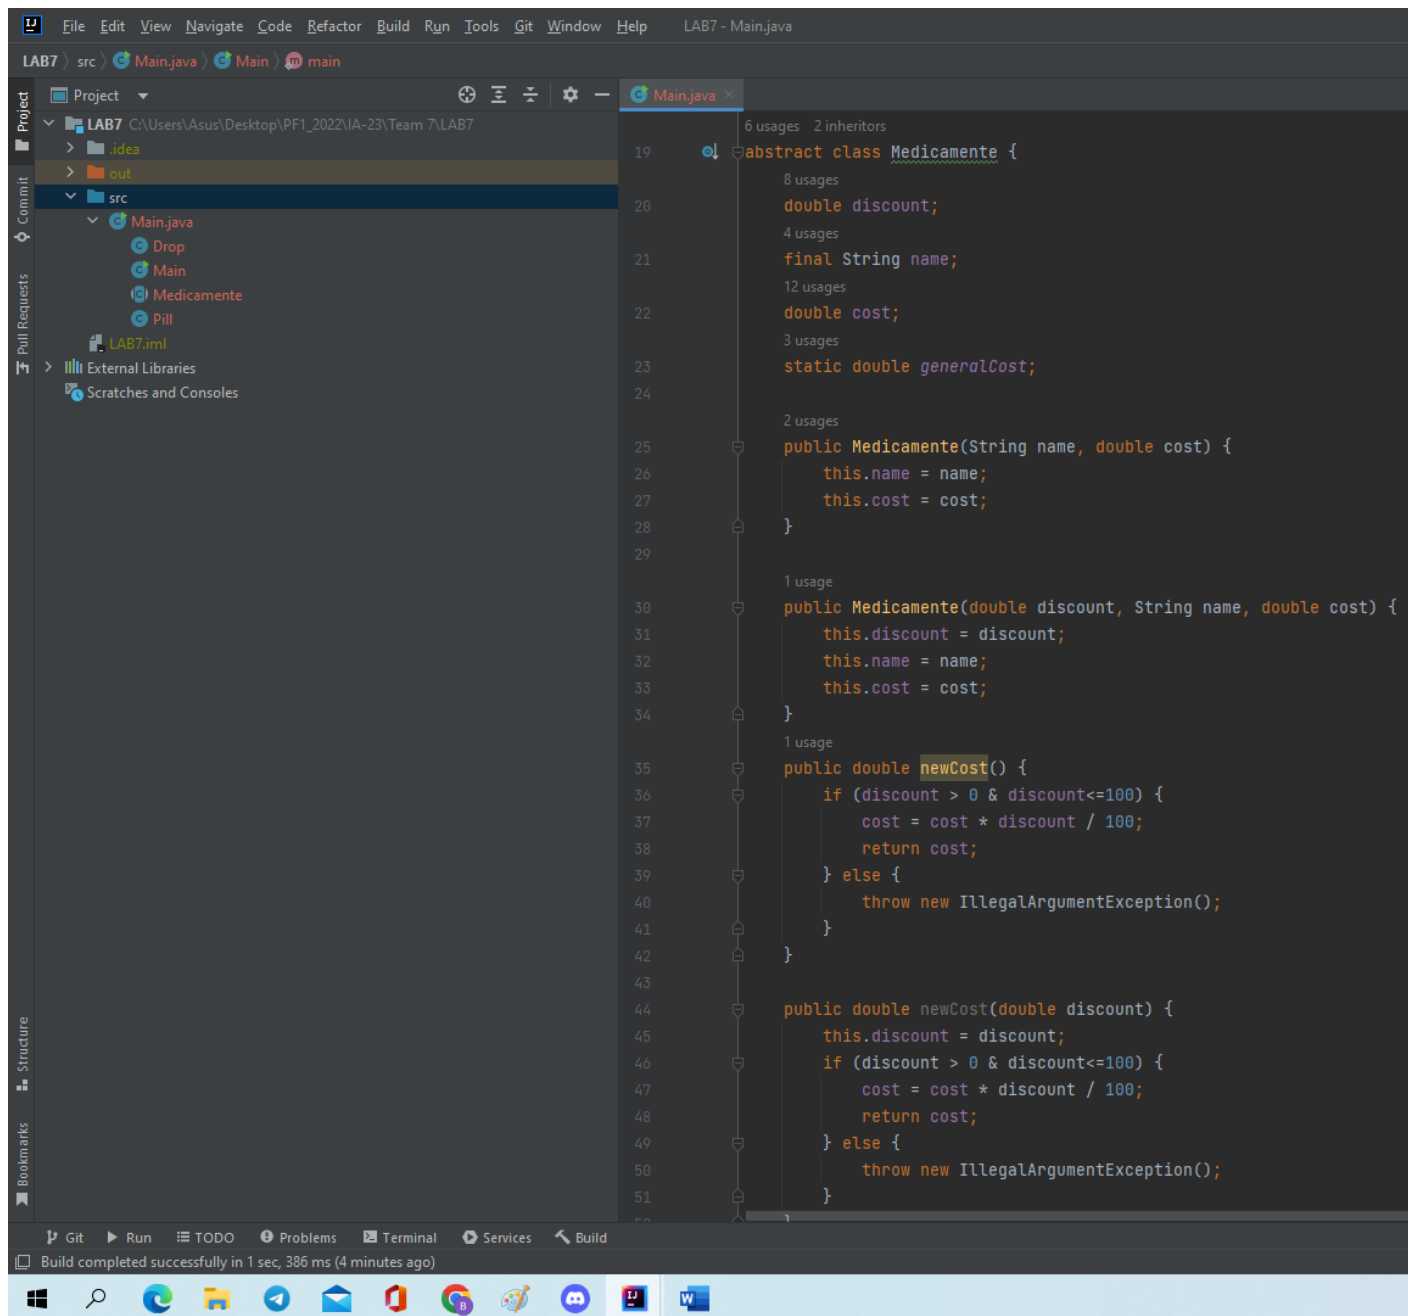 File Edit View Navigate Code Refactor Build Run Tools Git Window Help LAB7 - Main.java
LAB7 src Main.java Main main
Project
Main.java
Project
LAB7 C:\Users\Asus\Desktop\PF1_2022\IA-23\Team 7\LAB7
.idea
out
src
Main.java
Drop
Main
Medicamente
Pill
LAB7.iml
External Libraries
Scratches and Consoles
Commit
Pull Requests
Structure
Bookmarks
6 usages 2 inheritors
19 abstract class Medicamente {
8 usages
20 double discount;
4 usages
21 final String name;
12 usages
22 double cost;
3 usages
23 static double generalCost;
24
2 usages
25 public Medicamente(String name, double cost) {
26 this.name = name;
27 this.cost = cost;
28 }
29
1 usage
30 public Medicamente(double discount, String name, double cost) {
31 this.discount = discount;
32 this.name = name;
33 this.cost = cost;
34 }
1 usage
35 public double newCost() {
36 if (discount > 0 & discount<=100) {
37 cost = cost * discount / 100;
38 return cost;
39 } else {
40 throw new IllegalArgumentException();
41 }
42 }
43
44 public double newCost(double discount) {
45 this.discount = discount;
46 if (discount > 0 & discount<=100) {
47 cost = cost * discount / 100;
48 return cost;
49 } else {
50 throw new IllegalArgumentException();
51 }
Git Run TODO Problems Terminal Services Build
Build completed successfully in 1 sec, 386 ms (4 minutes ago)